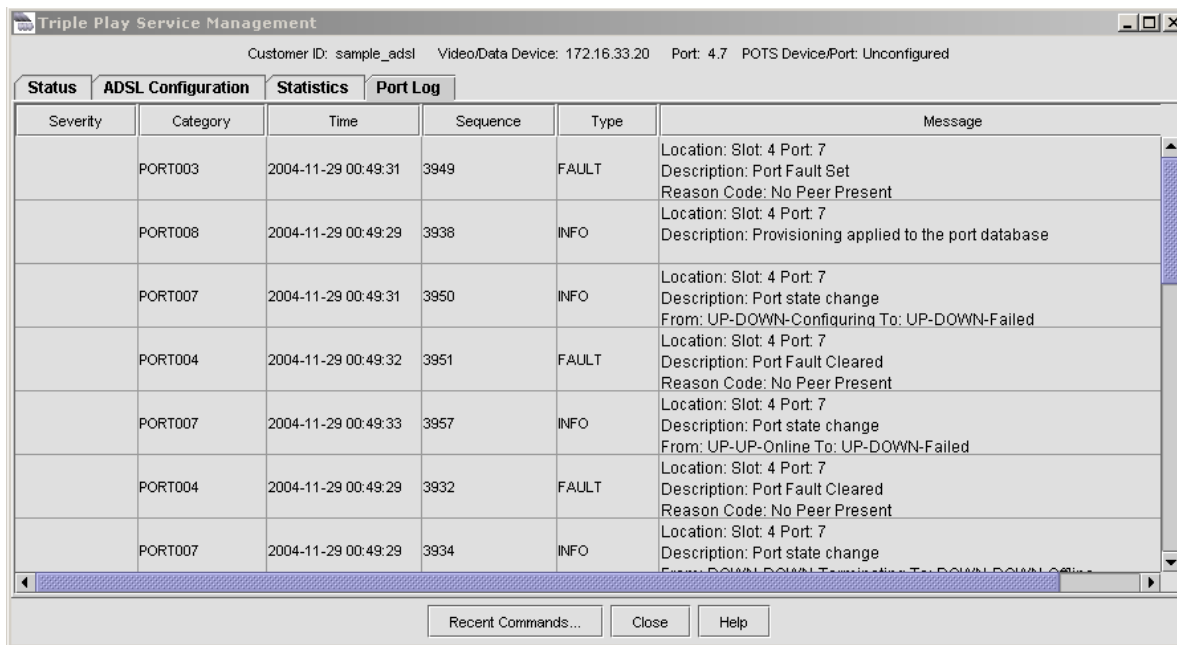 Triple Play Service Management
Customer ID: sample_adsl Video/Data Device: 172.16.33.20 Port: 4.7 POTS Device/Port: Unconfigured
Status ADSL Configuration Statistics Port Log
Severity Category Time Sequence Type Message
PORT003 2004-11-29 00:49:31 3949 FAULT
Location: Slot: 4 Port: 7
Description: Port Fault Set
Reason Code: No Peer Present
PORT008 2004-11-29 00:49:29 3938 INFO
Location: Slot: 4 Port: 7
Description: Provisioning applied to the port database
PORT007 2004-11-29 00:49:31 3950 INFO
Location: Slot: 4 Port: 7
Description: Port state change
From: UP-DOWN-Configuring To: UP-DOWN-Failed
PORT004 2004-11-29 00:49:32 3951 FAULT
Location: Slot: 4 Port: 7
Description: Port Fault Cleared
Reason Code: No Peer Present
PORT007 2004-11-29 00:49:33 3957 INFO
Location: Slot: 4 Port: 7
Description: Port state change
From: UP-UP-Online To: UP-DOWN-Failed
PORT004 2004-11-29 00:49:29 3932 FAULT
Location: Slot: 4 Port: 7
Description: Port Fault Cleared
Reason Code: No Peer Present
PORT007 2004-11-29 00:49:29 3934 INFO
Location: Slot: 4 Port: 7
Description: Port state change
From: DOWN-DOWN-Terminating To: DOWN-DOWN-Offline
Recent Commands... Close Help